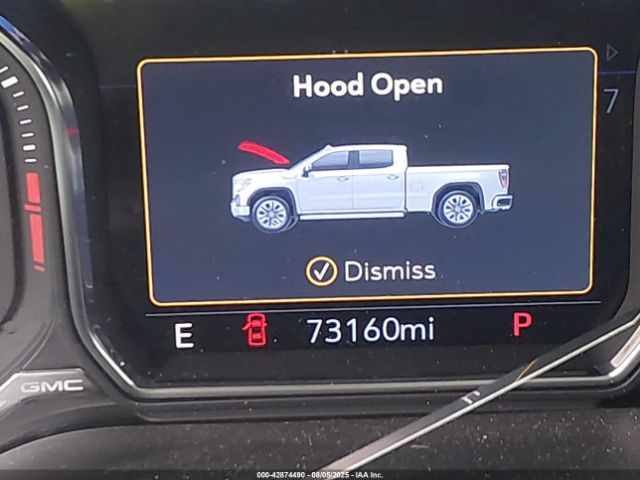 Hood Open
7
Dismiss
E 73160mi P
GMC
000-42874490 - 08/05/2025 - IAA Inc.